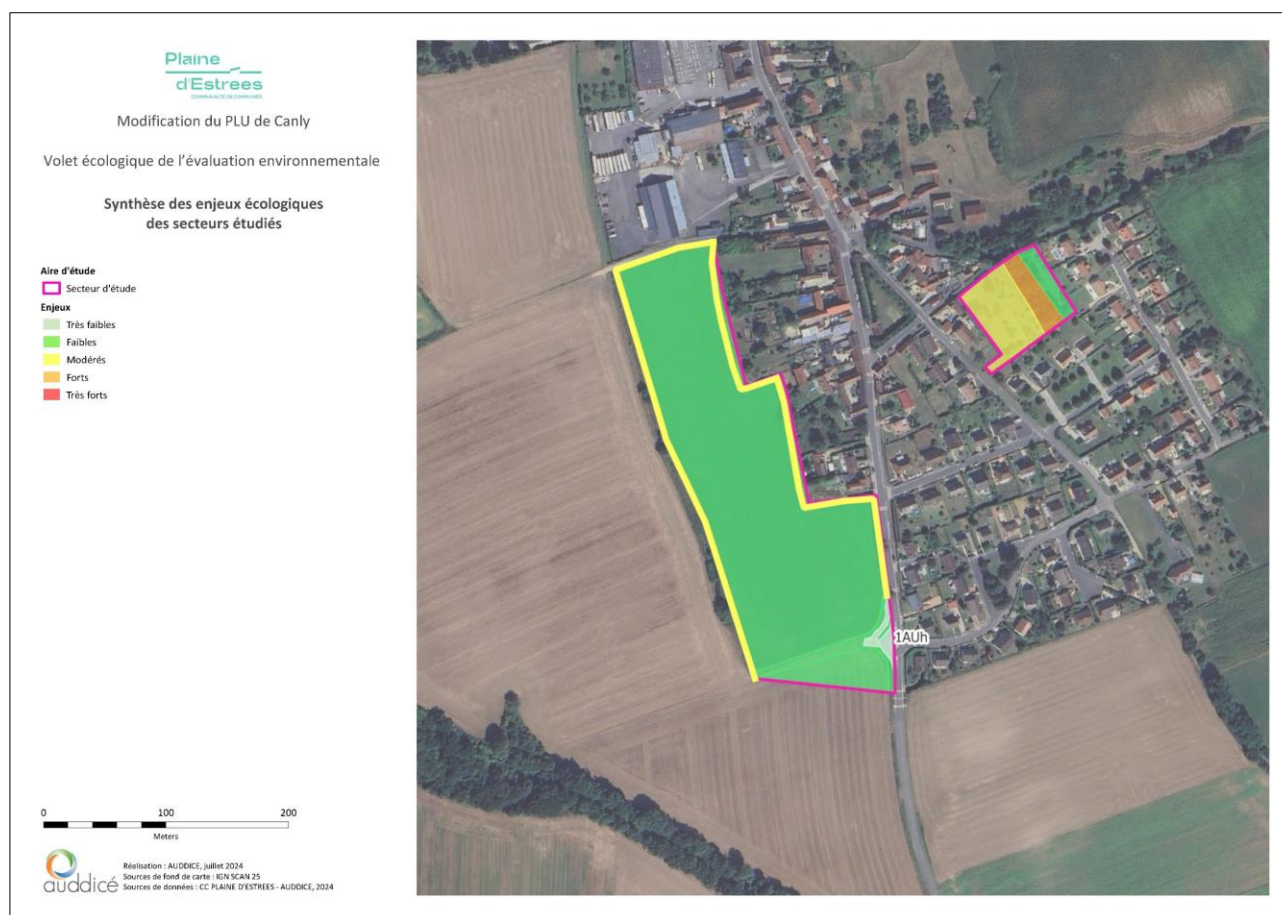 Plaine
d'Estrees
COMMUNAUTÉ DE COMMUNES
Modification du PLU de Canly
Volet écologique de l'évaluation environnementale
Synthèse des enjeux écologiques
des secteurs étudiés
Aire d'étude
Secteur d'étude
Enjeux
Très faibles
Faibles
Modérés
Forts
Très forts
1AUh
0 100 200
Meters
auddicé
Réalisation : AUDDICE, juillet 2024
Sources de fond de carte : IGN SCAN 25
Sources de données : CC PLAINE D'ESTREES - AUDDICE, 2024